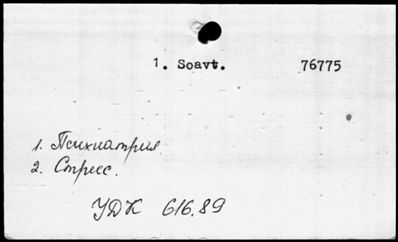 1. Soavt. 76775
1. Психиатрия.
2. Стресс.
УДК 616.89